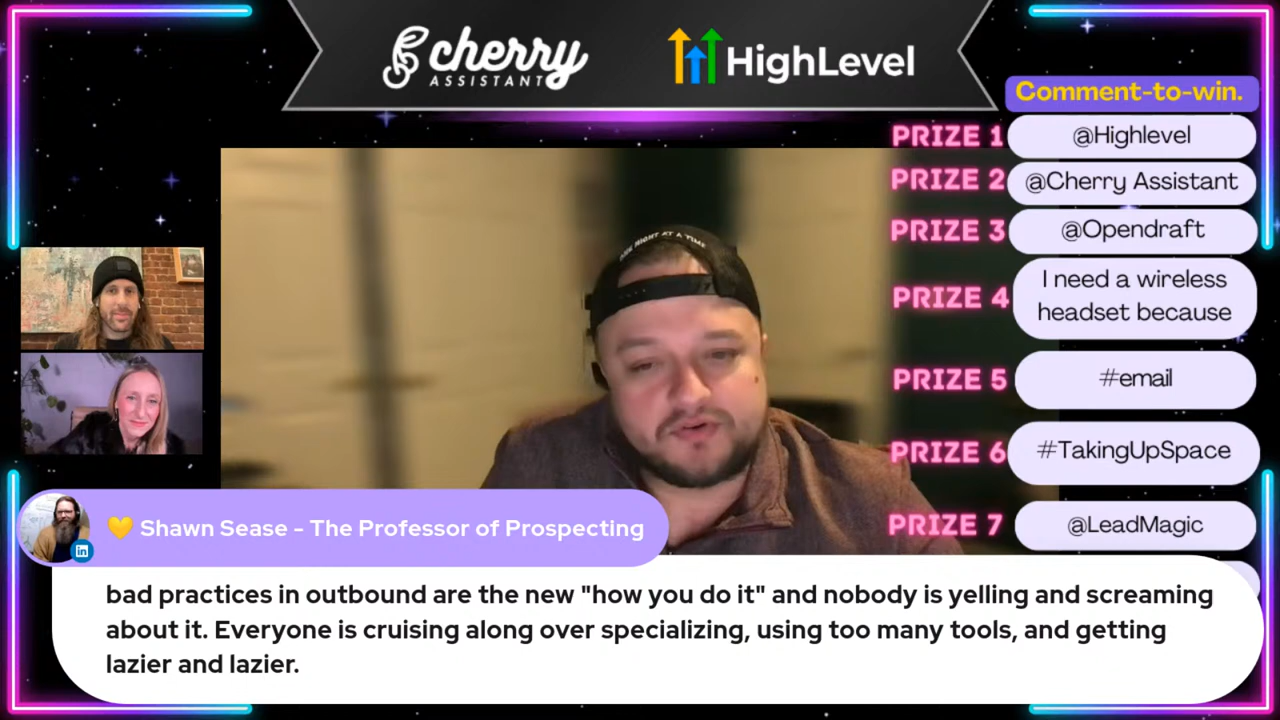 cherry
ASSISTANT
HighLevel
Comment-to-win.
PRIZE 1
@Highlevel
PRIZE 2
@Cherry Assistant
PRIZE 3
@Opendraft
PRIZE 4
I need a wireless
headset because
PRIZE 5
#email
PRIZE 6
#TakingUpSpace
PRIZE 7
@LeadMagic
💛 Shawn Sease - The Professor of Prospecting
in
bad practices in outbound are the new "how you do it" and nobody is yelling and screaming
about it. Everyone is cruising along over specializing, using too many tools, and getting
lazier and lazier.